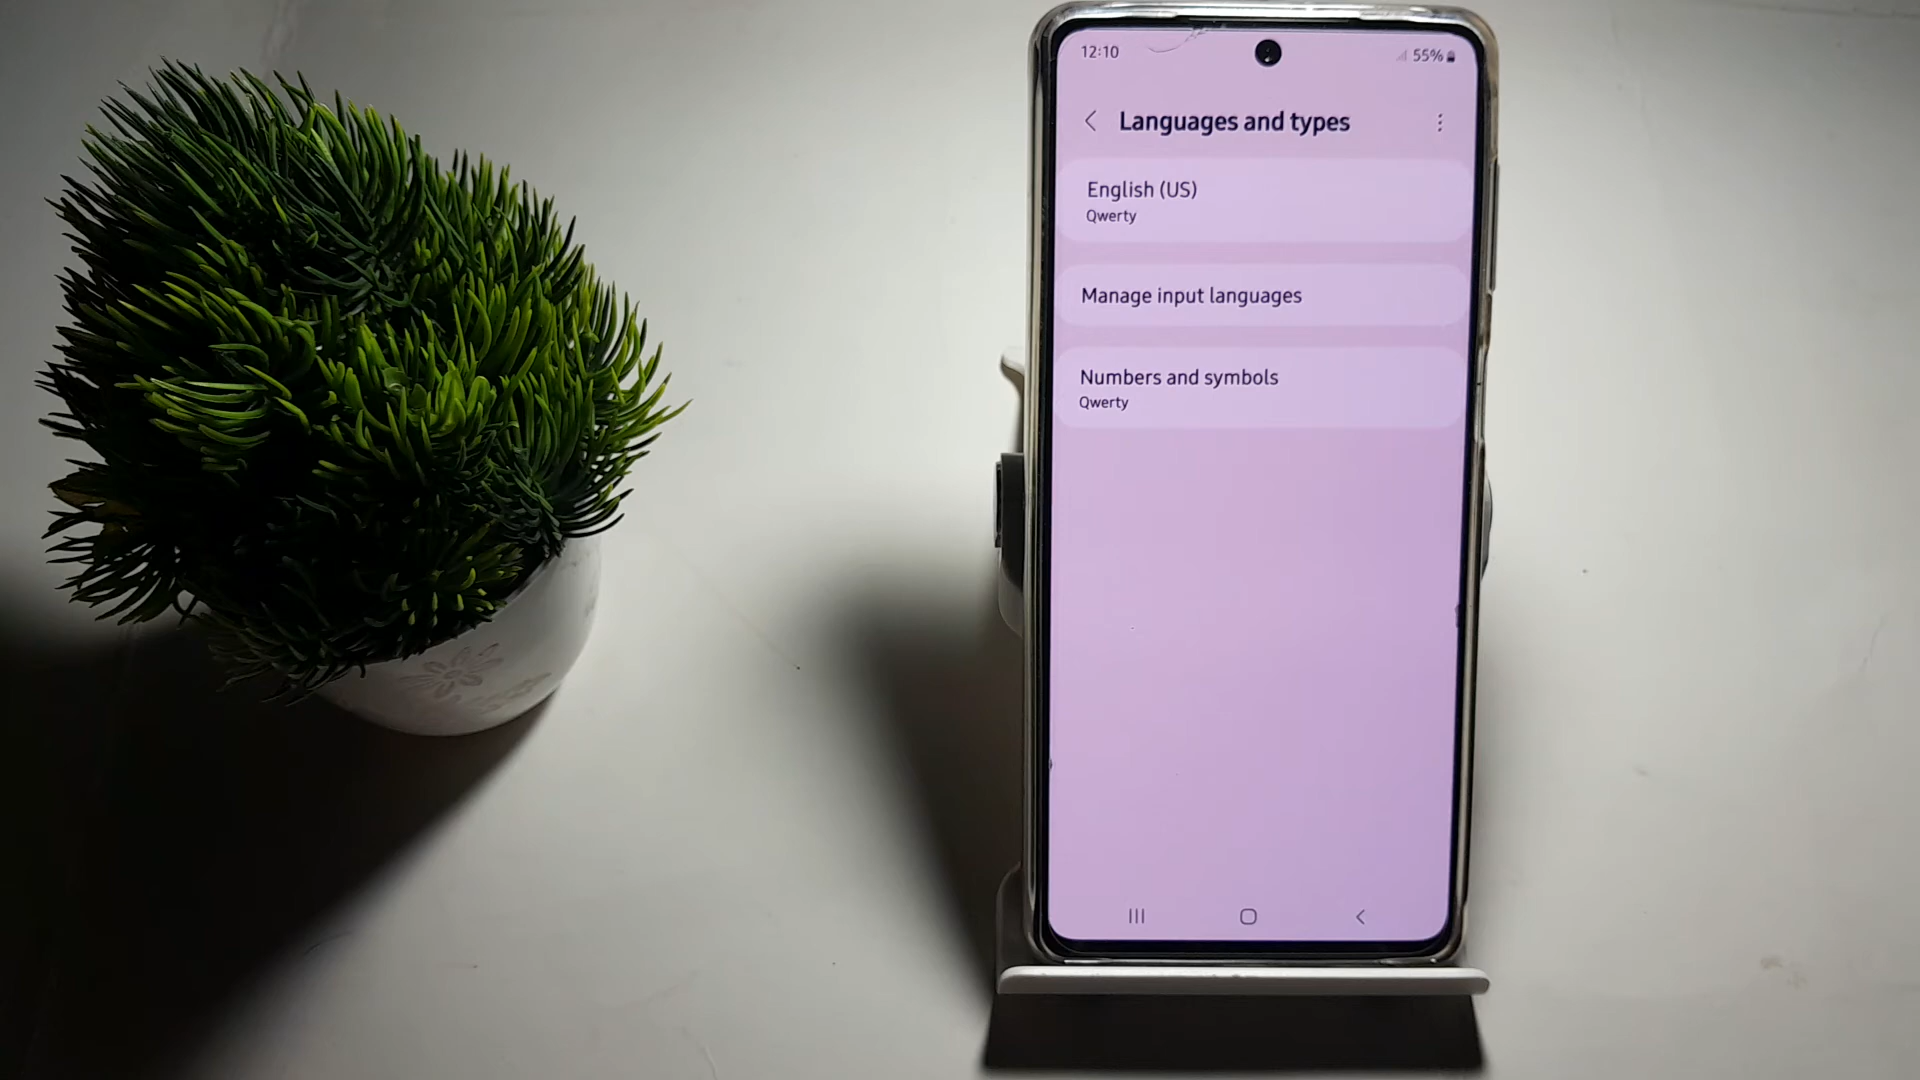 12:10
55%
Languages and types
English (US)
Qwerty
Manage input languages
Numbers and symbols
Qwerty